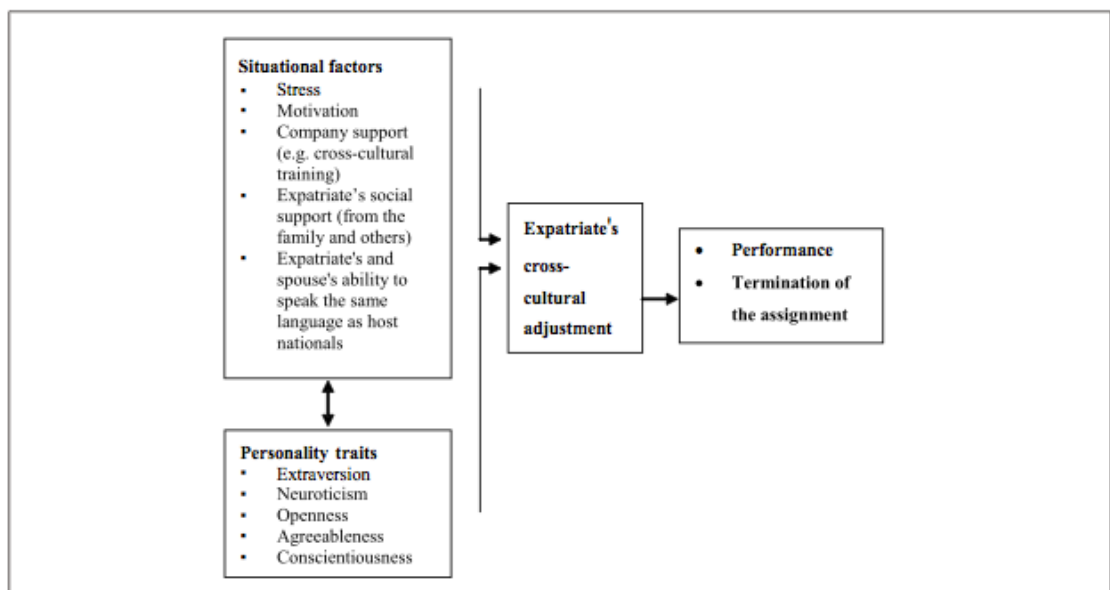 Situational factors
▪ Stress
▪ Motivation
▪ Company support
(e.g. cross-cultural
training)
▪ Expatriate’s social
support (from the
family and others)
▪ Expatriate's and
spouse's ability to
speak the same
language as host
nationals
Personality traits
▪ Extraversion
▪ Neuroticism
▪ Openness
▪ Agreeableness
▪ Conscientiousness
Expatriate's
cross-
cultural
adjustment
• Performance
• Termination of
the assignment